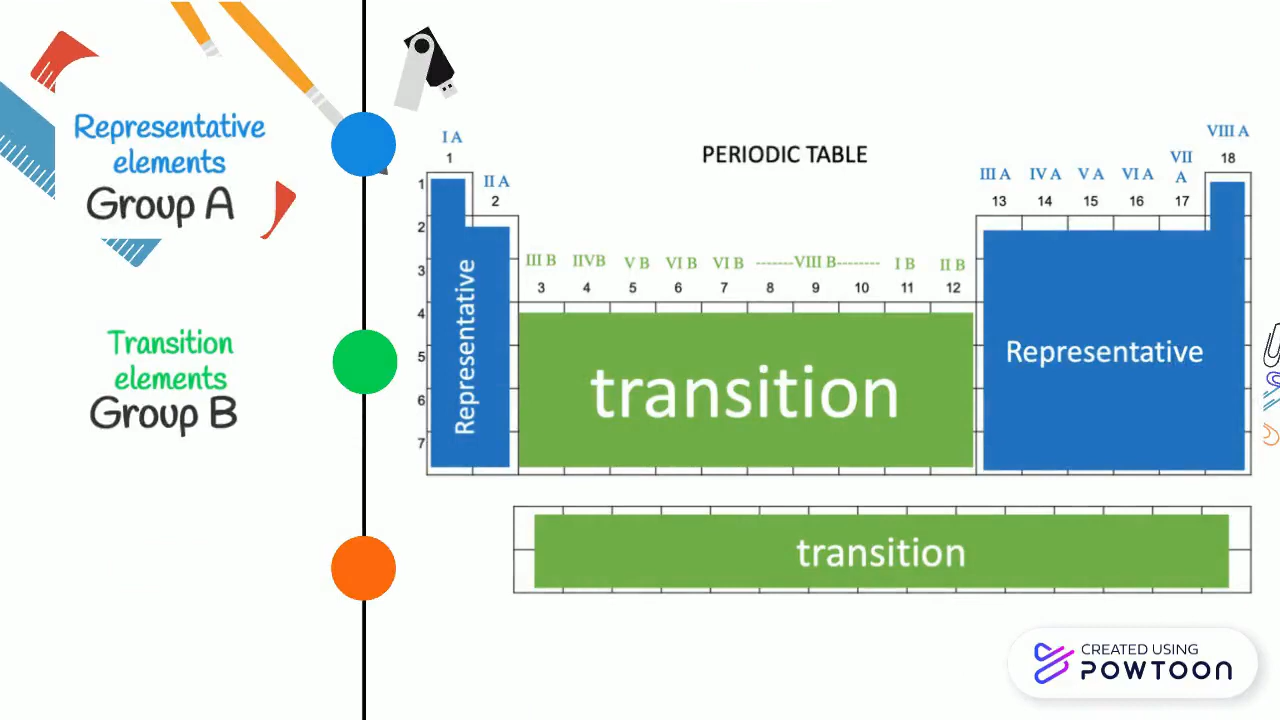 Representative
elements
Group A
Transition
elements
Group B
PERIODIC TABLE
I A
1
II A
2
III B
3
IIVB
4
V B
5
VI B
6
VI B
7
-------VIII B--------
8
9
10
I B
11
II B
12
III A
13
IV A
14
V A
15
VI A
16
VII
A
17
VIII A
18
1
2
3
4
5
6
7
Representative
transition
Representative
transition
CREATED USING
POWTOON